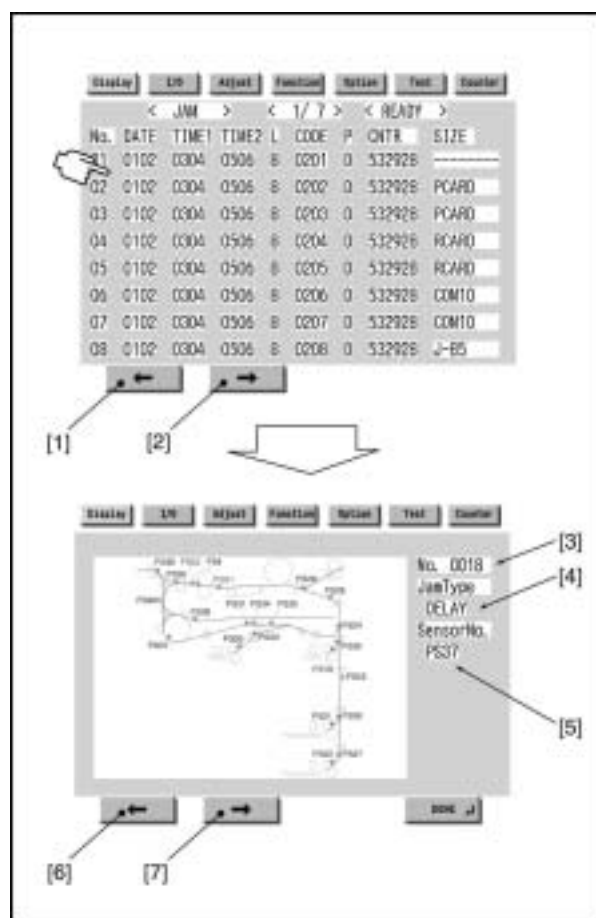 Display I/O Adjust Function Option Test Counter
< JAM > < 1/ 7 > < READY >
No. DATE TIME1 TIME2 L CODE P CNTR SIZE
01 0102 0304 0506 8 0201 0 532926 --------
02 0102 0304 0506 8 0202 0 532926 PCARD
03 0102 0304 0506 8 0203 0 532926 PCARD
04 0102 0304 0506 8 0204 0 532926 RCARD
05 0102 0304 0506 8 0205 0 532926 RCARD
06 0102 0304 0506 8 0206 0 532926 COM10
07 0102 0304 0506 8 0207 0 532926 COM10
08 0102 0304 0506 8 0208 0 532926 J-B5
[1] [2]
Display I/O Adjust Function Option Test Counter
No. 0018
[3]
JamType
[4]
DELAY
SensorNo.
PS37
[5]
DONE
[6] [7]